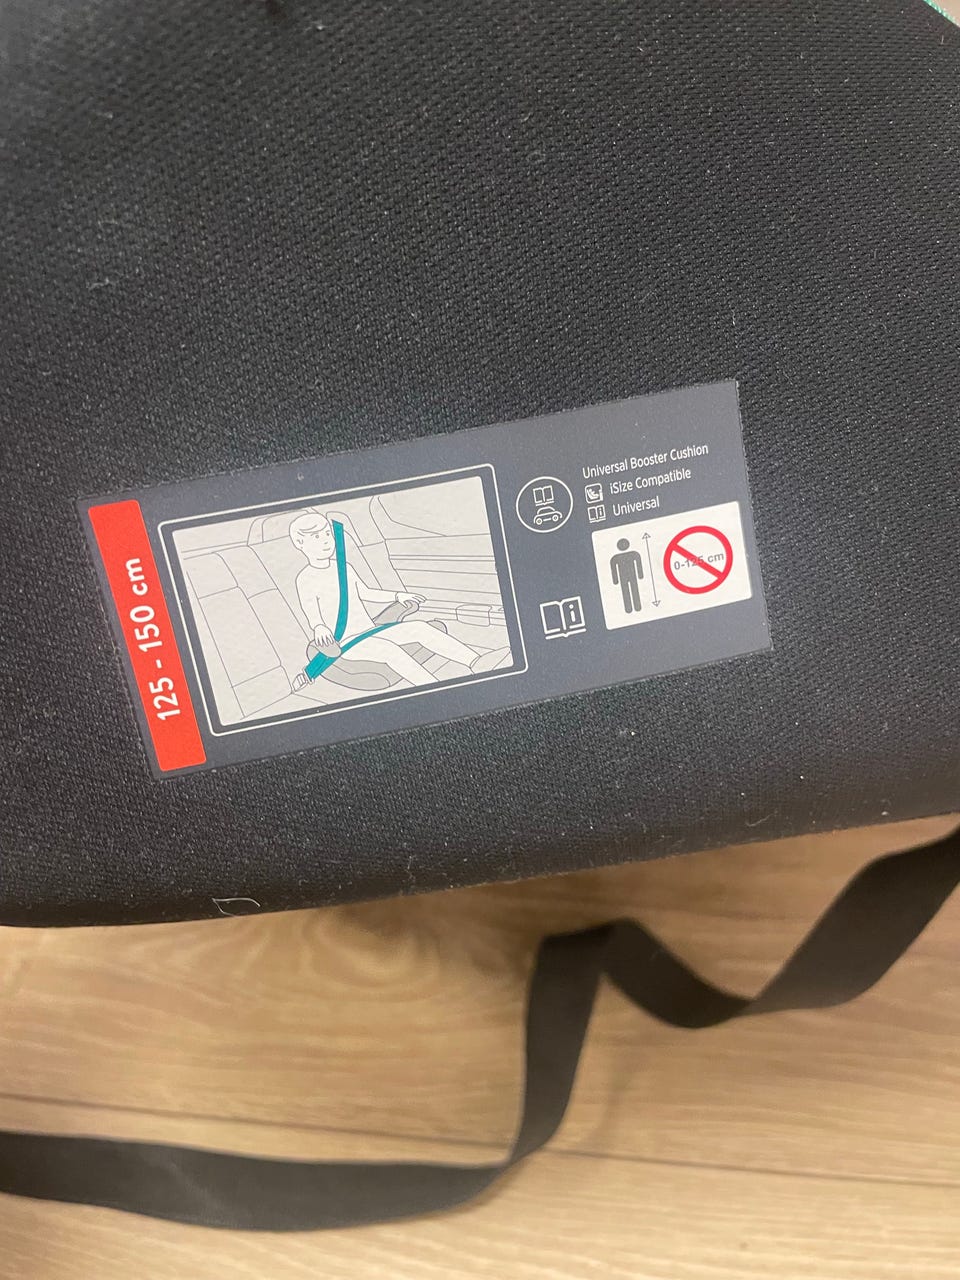 125 - 150 cm
Universal Booster Cushion
iSize Compatible
Universal
0-125 cm